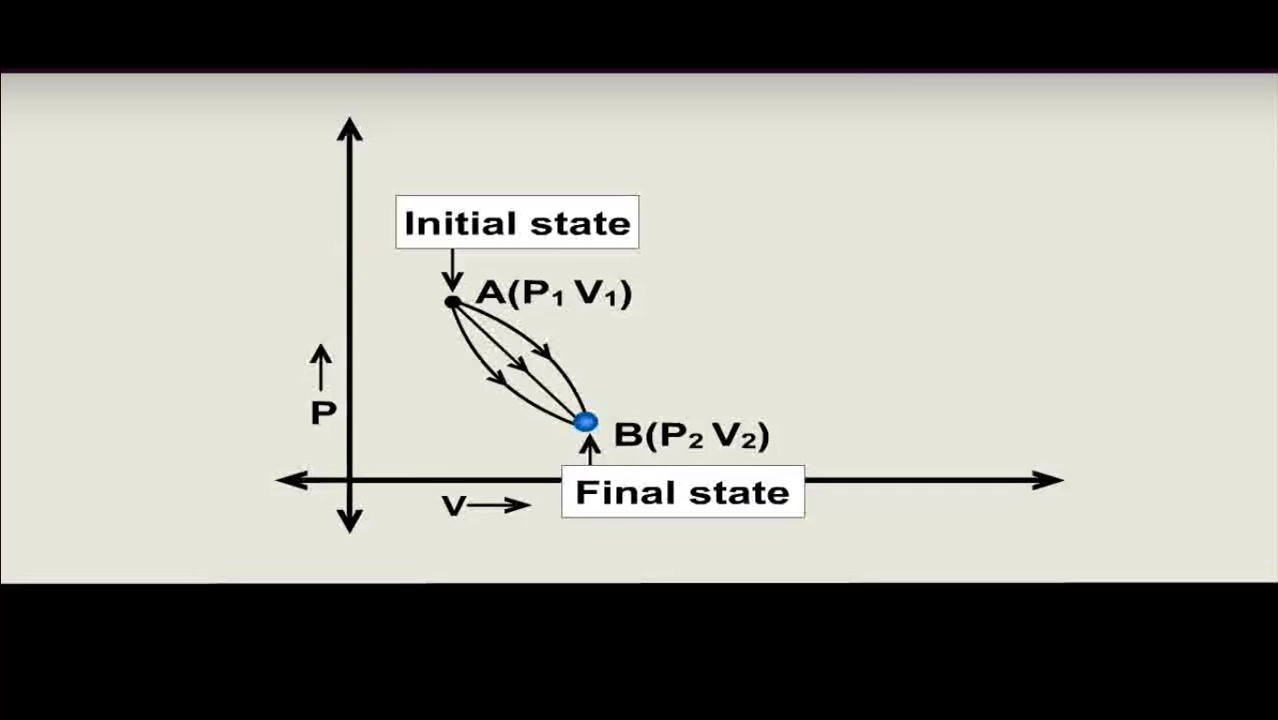 Initial state
A(P₁ V₁)
P
B(P₂ V₂)
Final state
V